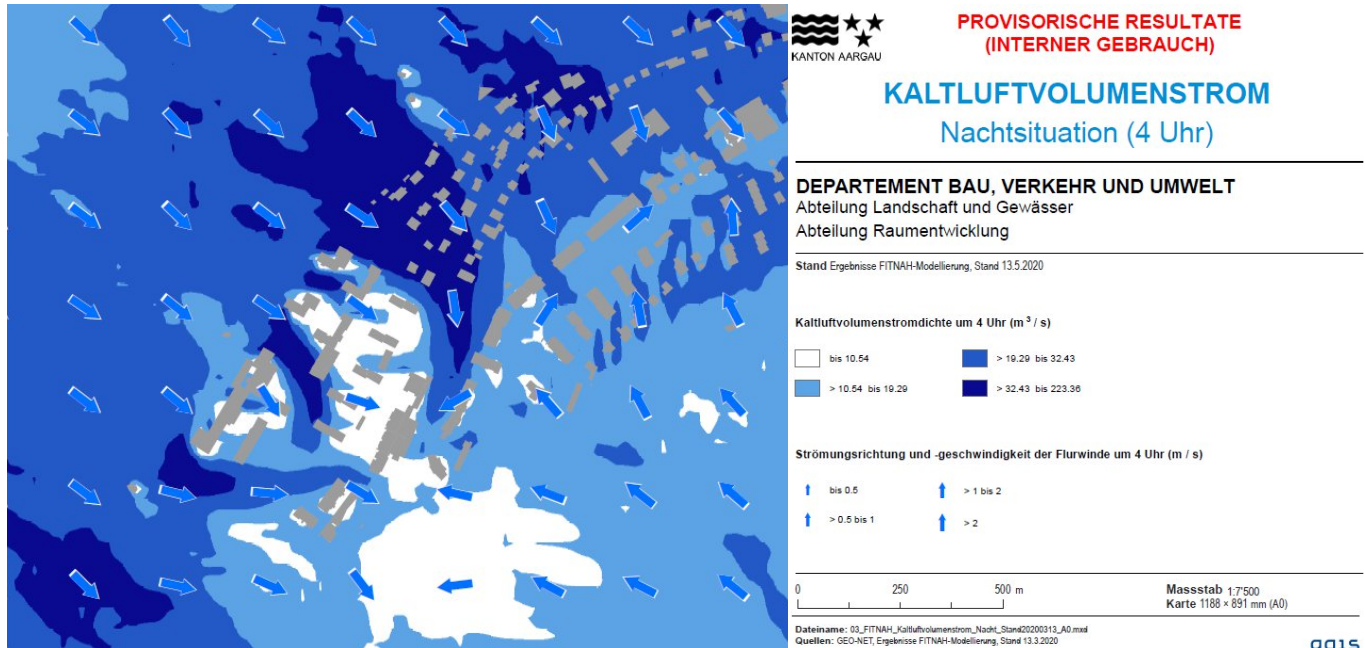 KANTON AARGAU
PROVISORISCHE RESULTATE
(INTERNER GEBRAUCH)
KALTLUFTVOLUMENSTROM
Nachtsituation (4 Uhr)
DEPARTEMENT BAU, VERKEHR UND UMWELT
Abteilung Landschaft und Gewässer
Abteilung Raumentwicklung
Stand Ergebnisse FITNAH-Modellierung, Stand 13.5.2020
Kaltluftvolumenstromdichte um 4 Uhr (m³ / s)
bis 10.54
> 19.29 bis 32.43
> 10.54 bis 19.29
> 32.43 bis 223.36
Strömungsrichtung und -geschwindigkeit der Flurwinde um 4 Uhr (m / s)
bis 0.5
> 1 bis 2
> 0.5 bis 1
> 2
0 250 500 m
Massstab 1:7'500
Karte 1188 × 891 mm (A0)
Dateiname: 03_FITNAH_Kaltluftvolumenstrom_Nacht_Stand20200313_A0.mxd
Quellen: GEO-NET, Ergebnisse FITNAH-Modellierung, Stand 13.3.2020